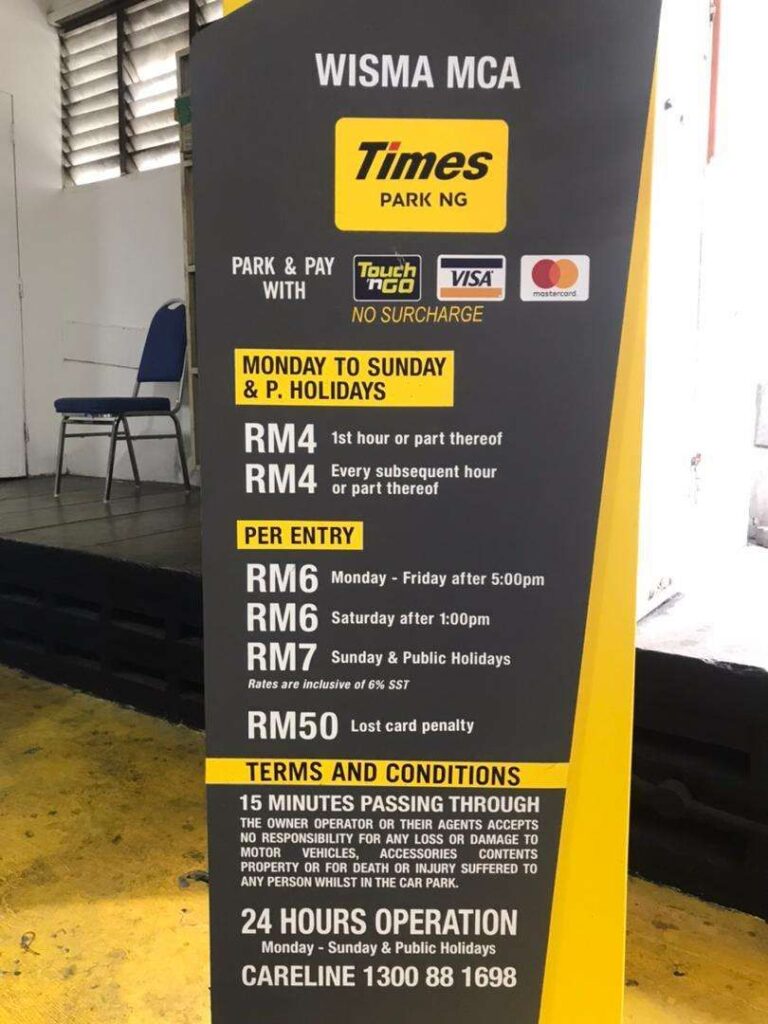 WISMA MCA
Times
PARK NG
PARK & PAY
WITH
Touch
'nGO
VISA
mastercard
NO SURCHARGE
MONDAY TO SUNDAY
& P. HOLIDAYS
RM4 1st hour or part thereof
RM4 Every subsequent hour
or part thereof
PER ENTRY
RM6 Monday - Friday after 5:00pm
RM6 Saturday after 1:00pm
RM7 Sunday & Public Holidays
Rates are inclusive of 6% SST
RM50 Lost card penalty
TERMS AND CONDITIONS
15 MINUTES PASSING THROUGH
THE OWNER OPERATOR OR THEIR AGENTS ACCEPTS
NO RESPONSIBILITY FOR ANY LOSS OR DAMAGE TO
MOTOR VEHICLES, ACCESSORIES CONTENTS
PROPERTY OR FOR DEATH OR INJURY SUFFERED TO
ANY PERSON WHILST IN THE CAR PARK.
24 HOURS OPERATION
Monday - Sunday & Public Holidays
CARELINE 1300 88 1698